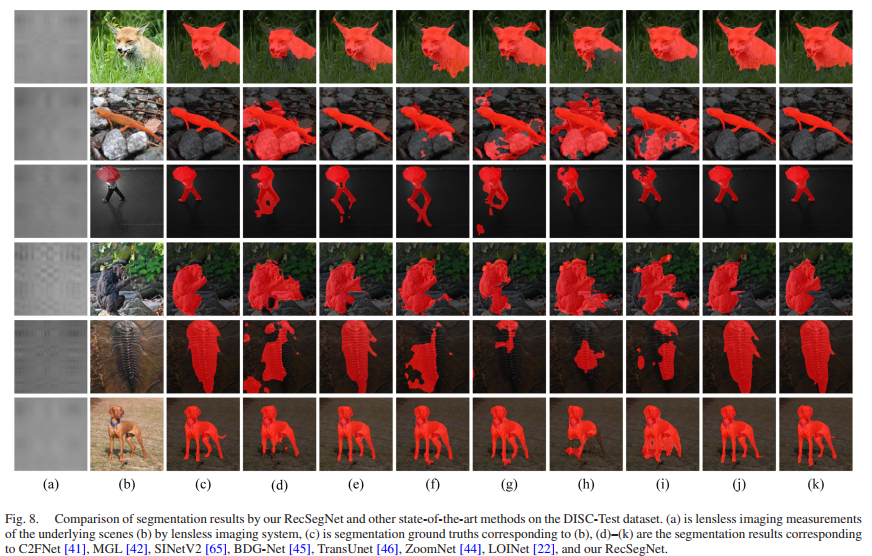 (a) (b) (c) (d) (e) (f) (g) (h) (i) (j) (k)
Fig. 8. Comparison of segmentation results by our RecSegNet and other state-of-the-art methods on the DISC-Test dataset. (a) is lensless imaging measurements
of the underlying scenes (b) by lensless imaging system, (c) is segmentation ground truths corresponding to (b), (d)–(k) are the segmentation results corresponding
to C2FNet [41], MGL [42], SINetV2 [65], BDG-Net [45], TransUnet [46], ZoomNet [44], LOINet [22], and our RecSegNet.